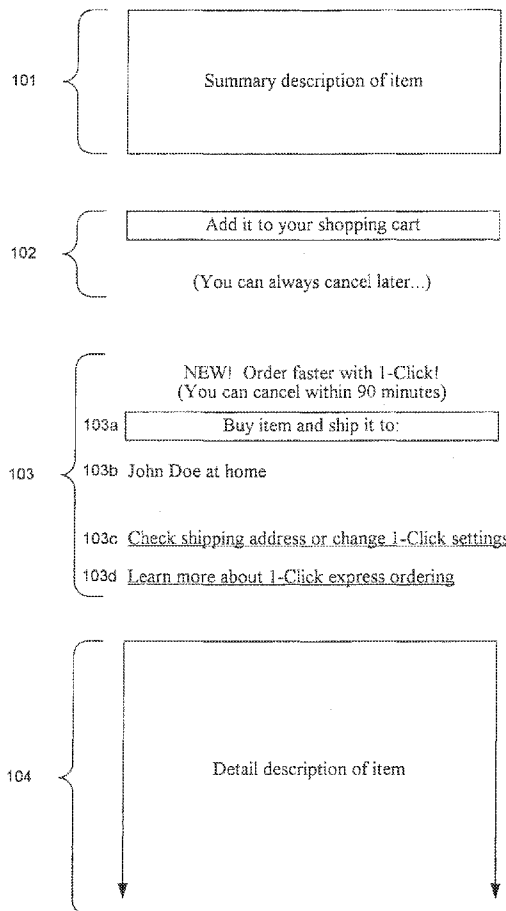 101
Summary description of item
Add it to your shopping cart
102
(You can always cancel later...)
NEW! Order faster with 1-Click!
(You can cancel within 90 minutes)
103a Buy item and ship it to:
103
103b John Doe at home
103c Check shipping address or change 1-Click settings
103d Learn more about 1-Click express ordering
104
Detail description of item